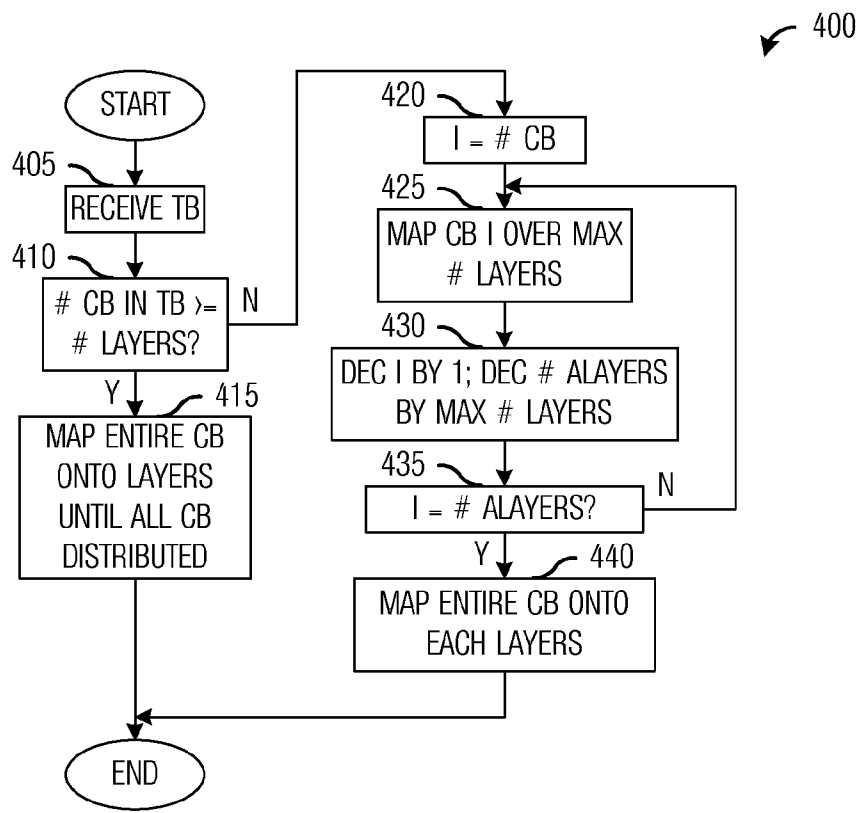 400
START
405
RECEIVE TB
410
# CB IN TB >=
# LAYERS?
N
Y
415
MAP ENTIRE CB
ONTO LAYERS
UNTIL ALL CB
DISTRIBUTED
420
I = # CB
425
MAP CB I OVER MAX
# LAYERS
430
DEC I BY 1; DEC # ALAYERS
BY MAX # LAYERS
435
I = # ALAYERS?
N
Y
440
MAP ENTIRE CB ONTO
EACH LAYERS
END